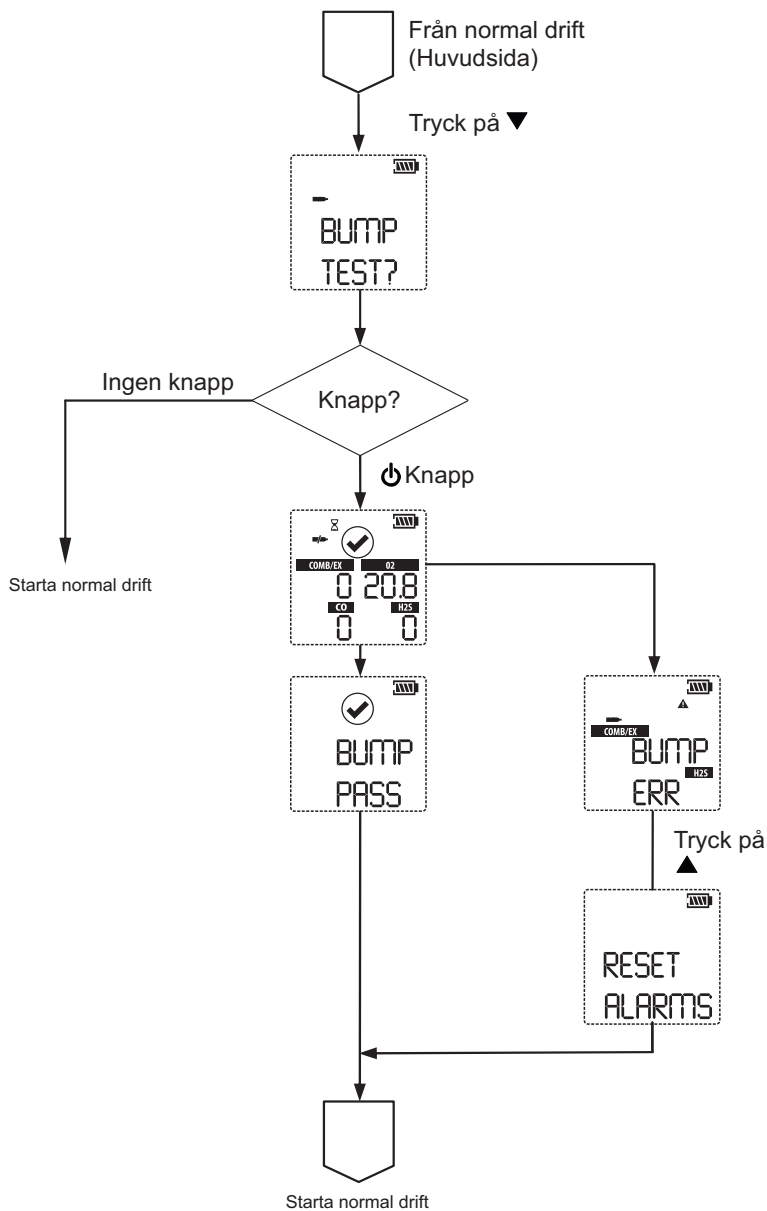 Från normal drift
(Huvudsida)
Tryck på ▼
BUMP
TEST?
Ingen knapp
Knapp?
Knapp
Starta normal drift
COMB/EX O2
0 20.8
CO H2S
0 0
BUMP
PASS
COMB/EX
BUMP
H2S
ERR
Tryck på
▲
RESET
ALARMS
Starta normal drift